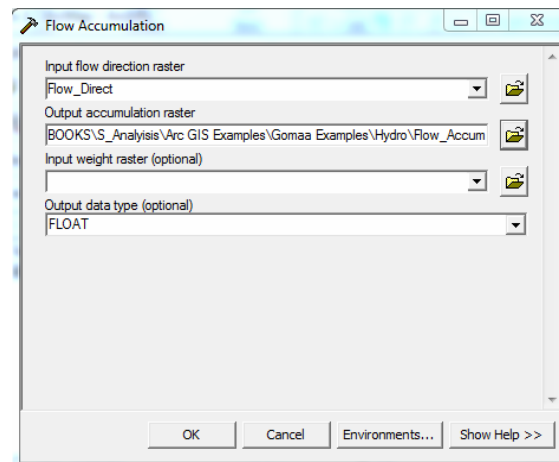 Flow Accumulation
Input flow direction raster
Flow_Direct
Output accumulation raster
BOOKS\S_Analyisis\Arc GIS Examples\Gomaa Examples\Hydro\Flow_Accum
Input weight raster (optional)
Output data type (optional)
FLOAT
OK Cancel Environments... Show Help >>